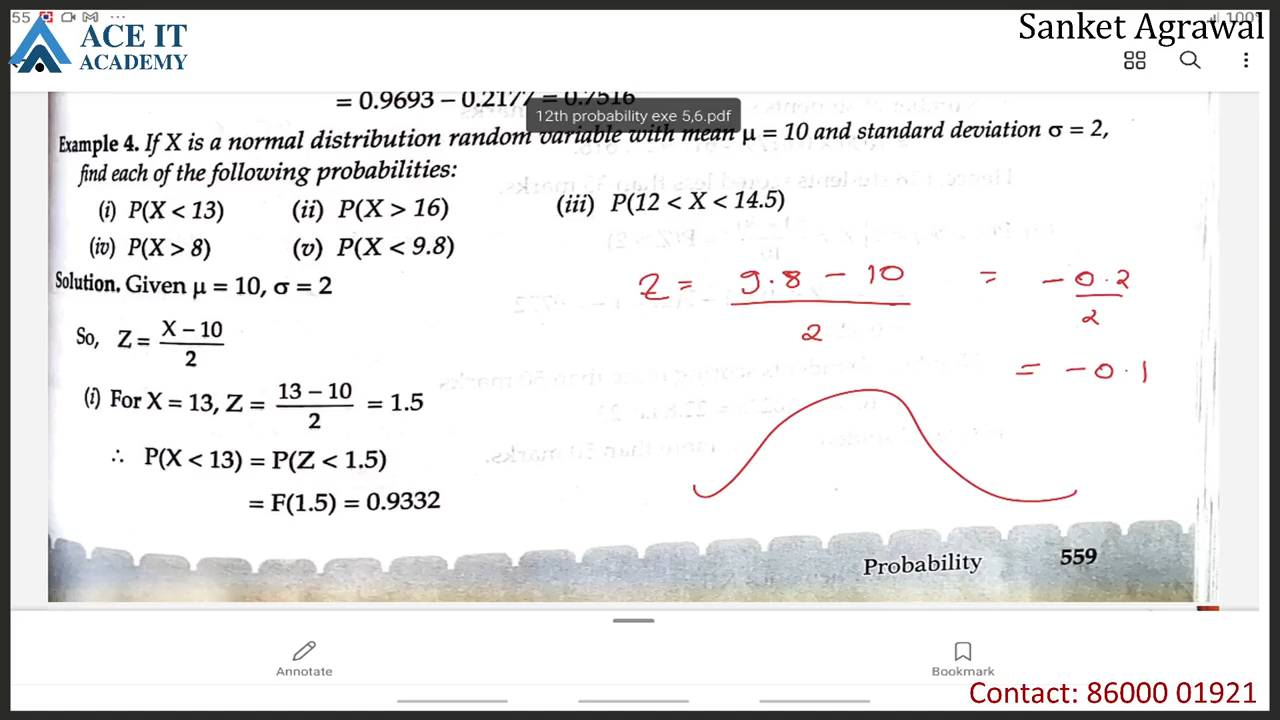 55
Sanket Agrawal
100%
ACE IT
ACADEMY
= 0.9693 – 0.2177 = 0.7516
12th probability exe 5,6.pdf
Example 4. If X is a normal distribution random variable with mean μ = 10 and standard deviation σ = 2,
find each of the following probabilities:
(i) P(X < 13) (ii) P(X > 16) (iii) P(12 < X < 14.5)
(iv) P(X > 8) (v) P(X < 9.8)
Solution. Given μ = 10, σ = 2
So, Z = X – 10
2
Z = 9.8 – 10 = –0.2
2 2
= –0.1
(i) For X = 13, Z = 13 – 10 = 1.5
2
∴ P(X < 13) = P(Z < 1.5)
= F(1.5) = 0.9332
Probability 559
Annotate
Bookmark
Contact: 86000 01921